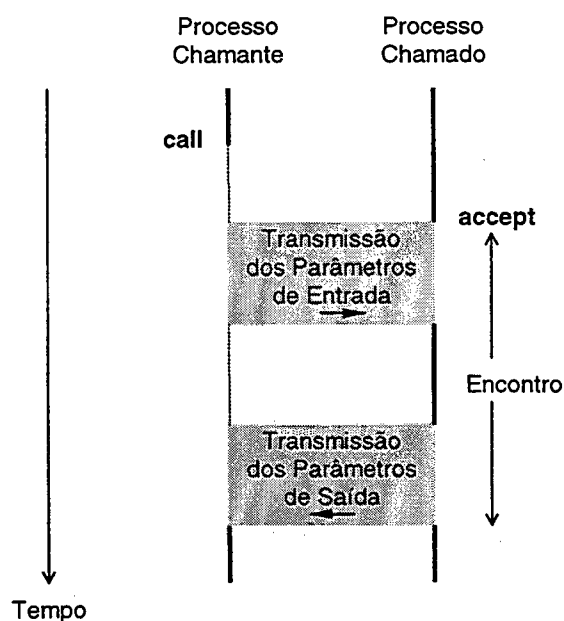 Processo
Chamante
Processo
Chamado
call
accept
Transmissão
dos Parâmetros
de Entrada
Encontro
Transmissão
dos Parâmetros
de Saída
Tempo